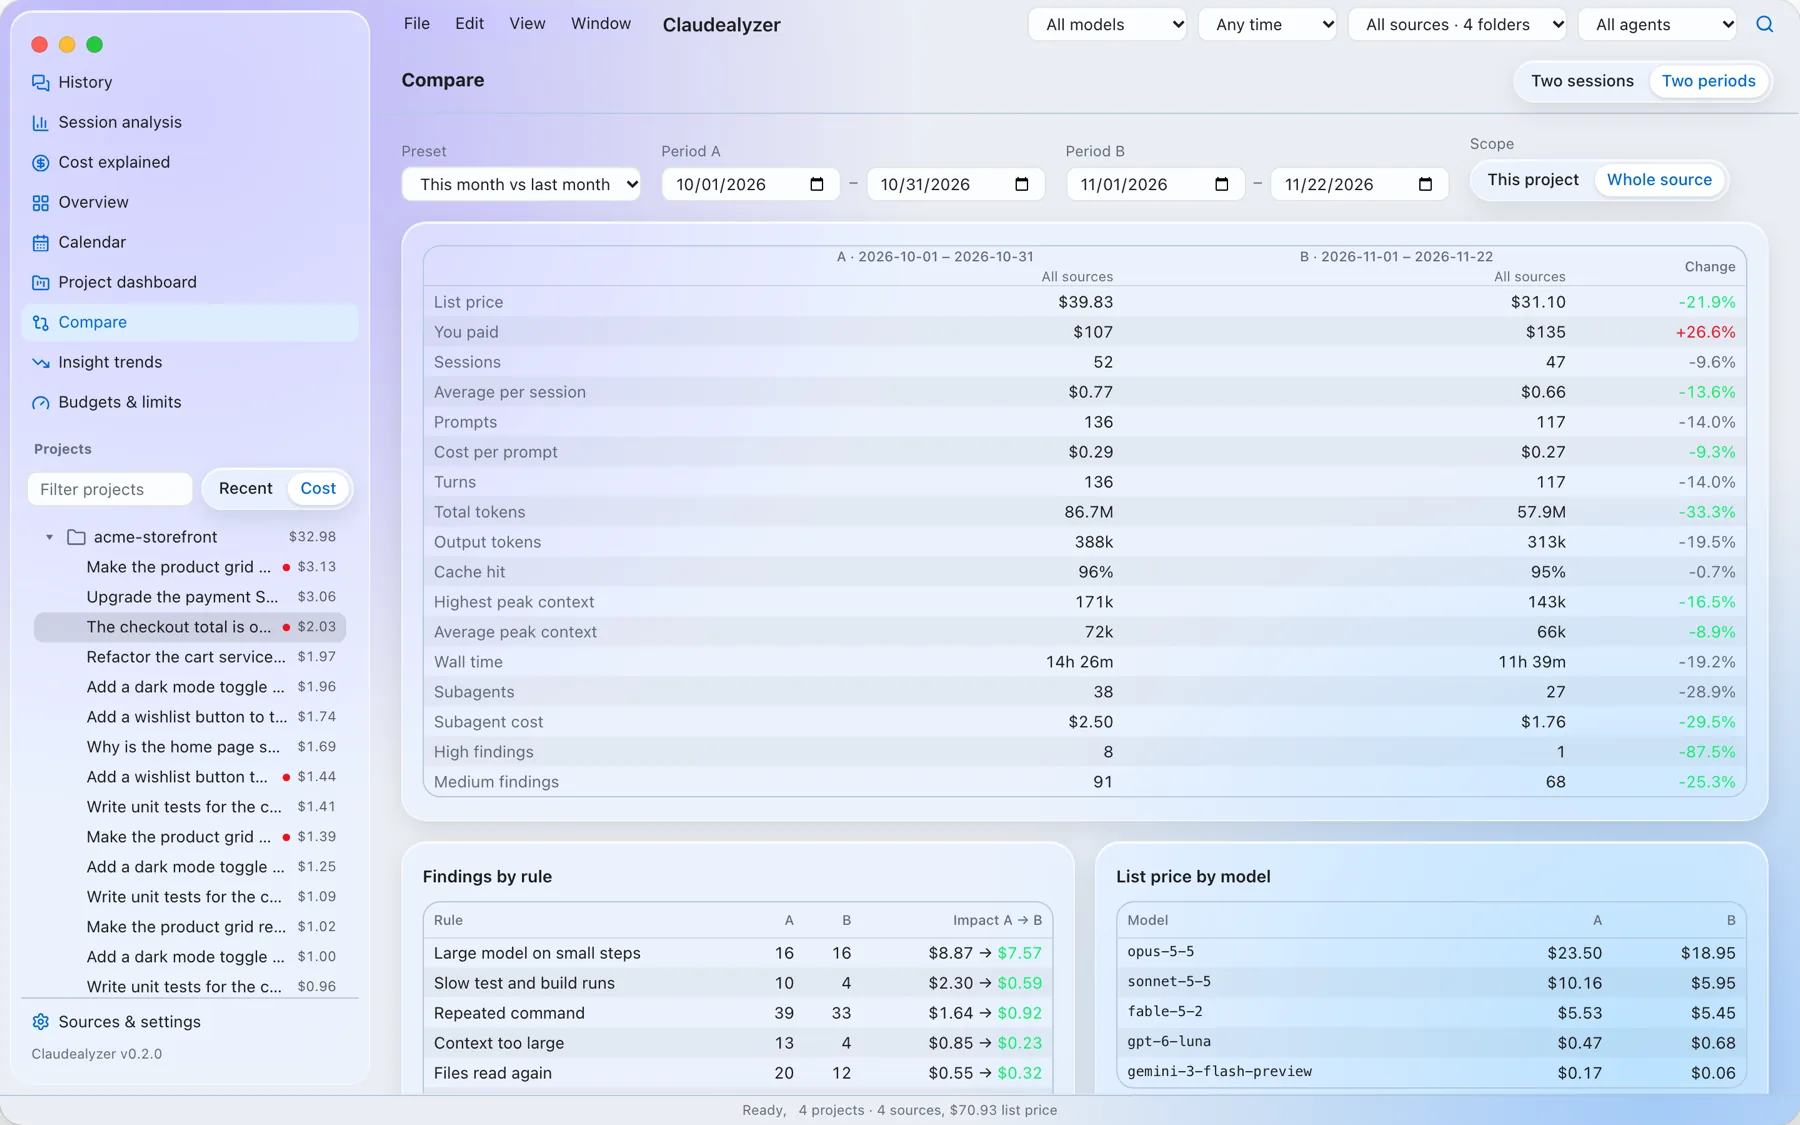 File Edit View Window Claudealyzer All models Any time All sources · 4 folders All agents
History
Session analysis
Cost explained
Overview
Calendar
Project dashboard
Compare
Insight trends
Budgets & limits
Projects
Filter projects Recent Cost
acme-storefront $32.98
Make the product grid ... $3.13
Upgrade the payment S... $3.06
The checkout total is o... $2.03
Refactor the cart service... $1.97
Add a dark mode toggle ... $1.96
Add a wishlist button to t... $1.74
Why is the home page s... $1.69
Add a wishlist button t... $1.44
Write unit tests for the c... $1.41
Make the product grid ... $1.39
Add a dark mode toggle ... $1.25
Write unit tests for the c... $1.09
Make the product grid re... $1.02
Add a dark mode toggle ... $1.00
Write unit tests for the c... $0.96
Sources & settings
Claudealyzer v0.2.0
Compare Two sessions Two periods
Preset Period A Period B Scope
This month vs last month 10/01/2026 – 10/31/2026 11/01/2026 – 11/22/2026 This project Whole source
A · 2026-10-01 – 2026-10-31 B · 2026-11-01 – 2026-11-22 Change
All sources All sources
List price $39.83 $31.10 -21.9%
You paid $107 $135 +26.6%
Sessions 52 47 -9.6%
Average per session $0.77 $0.66 -13.6%
Prompts 136 117 -14.0%
Cost per prompt $0.29 $0.27 -9.3%
Turns 136 117 -14.0%
Total tokens 86.7M 57.9M -33.3%
Output tokens 388k 313k -19.5%
Cache hit 96% 95% -0.7%
Highest peak context 171k 143k -16.5%
Average peak context 72k 66k -8.9%
Wall time 14h 26m 11h 39m -19.2%
Subagents 38 27 -28.9%
Subagent cost $2.50 $1.76 -29.5%
High findings 8 1 -87.5%
Medium findings 91 68 -25.3%
Findings by rule
Rule A B Impact A → B
Large model on small steps 16 16 $8.87 → $7.57
Slow test and build runs 10 4 $2.30 → $0.59
Repeated command 39 33 $1.64 → $0.92
Context too large 13 4 $0.85 → $0.23
Files read again 20 12 $0.55 → $0.32
List price by model
Model A B
opus-5-5 $23.50 $18.95
sonnet-5-5 $10.16 $5.95
fable-5-2 $5.53 $5.45
gpt-6-luna $0.47 $0.68
gemini-3-flash-preview $0.17 $0.06
Ready, 4 projects · 4 sources, $70.93 list price